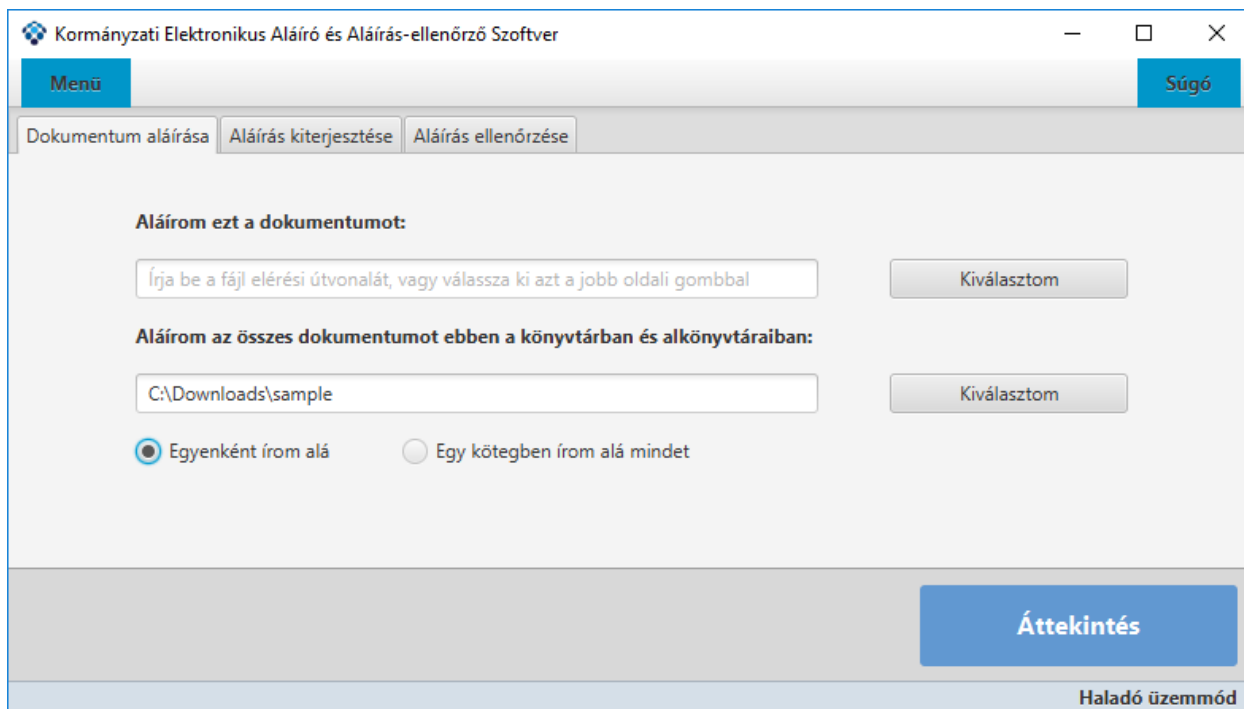 Kormányzati Elektronikus Aláíró és Aláírás-ellenőrző Szoftver
Menü
Súgó
Dokumentum aláírása
Aláírás kiterjesztése
Aláírás ellenőrzése
Aláírom ezt a dokumentumot:
Írja be a fájl elérési útvonalát, vagy válassza ki azt a jobb oldali gombbal
Kiválasztom
Aláírom az összes dokumentumot ebben a könyvtárban és alkönyvtáraiban:
C:\Downloads\sample
Kiválasztom
Egyenként írom alá
Egy kötegben írom alá mindet
Áttekintés
Haladó üzemmód